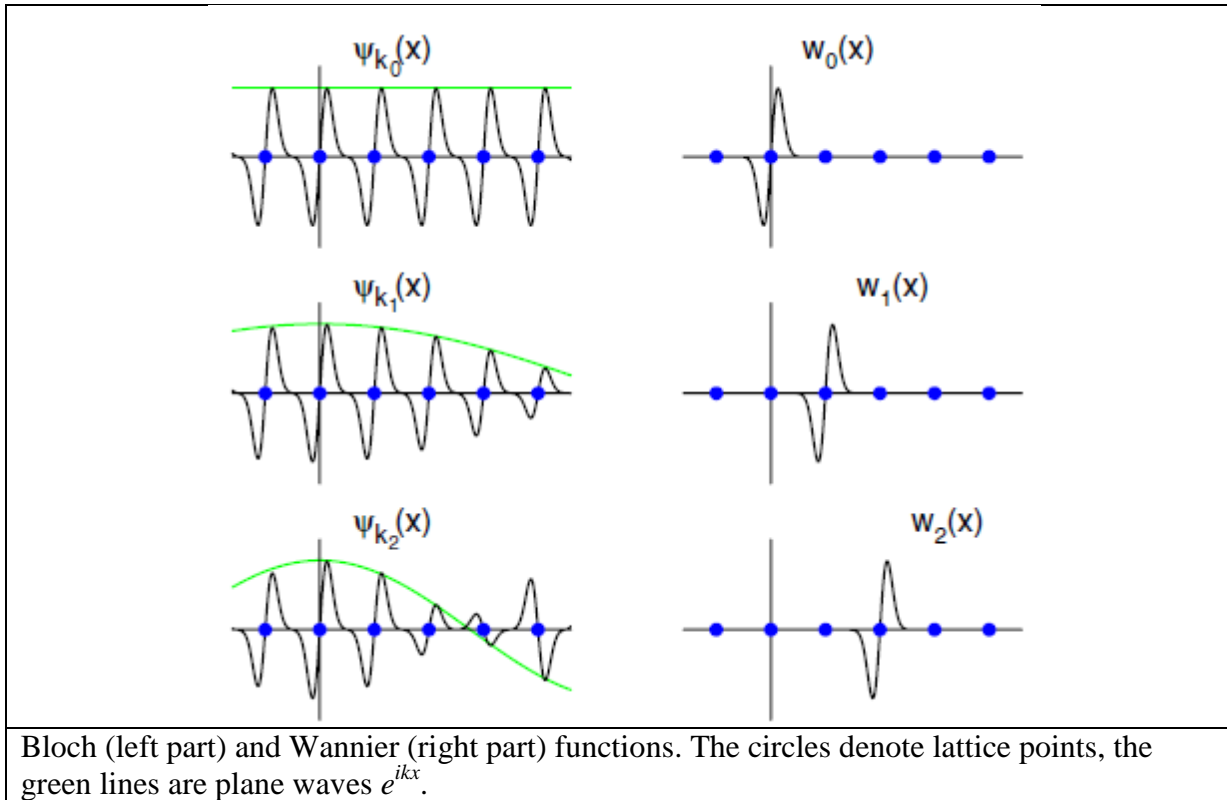 ψk₀(x) w₀(x)
ψk₁(x) w₁(x)
ψk₂(x) w₂(x)
Bloch (left part) and Wannier (right part) functions. The circles denote lattice points, the
green lines are plane waves eⁱᵏˣ.